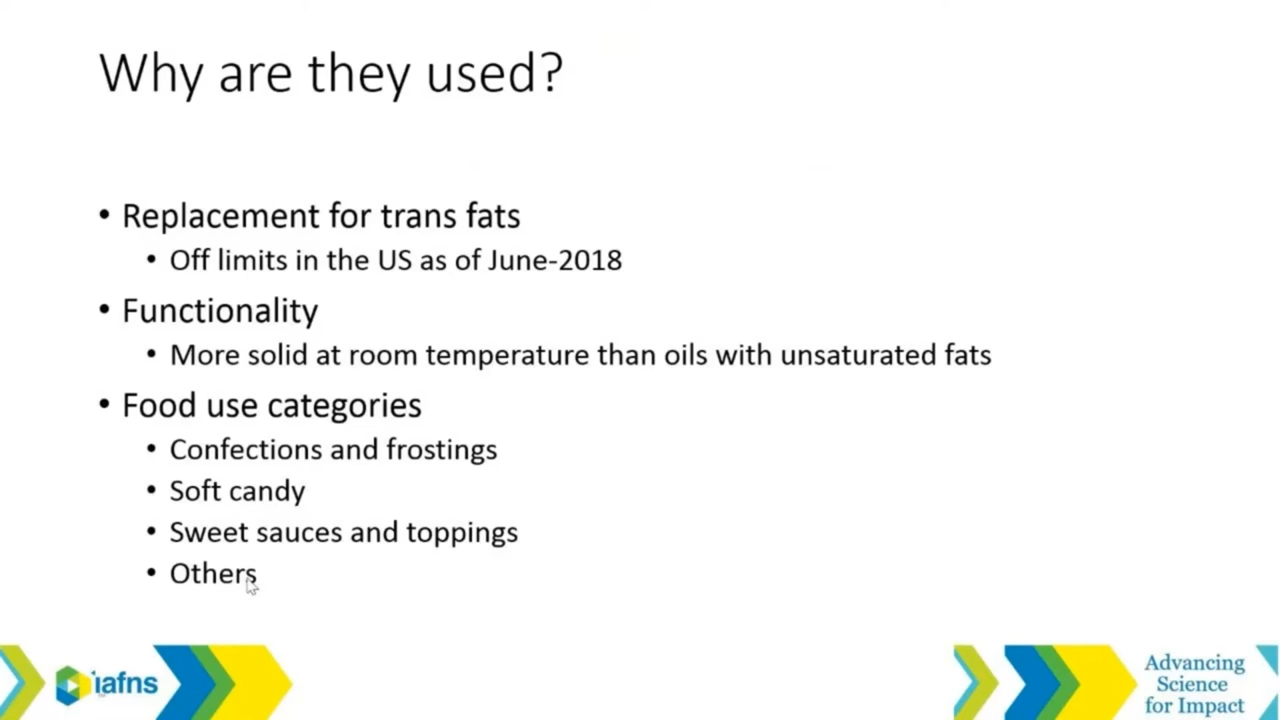 Why are they used?
• Replacement for trans fats
• Off limits in the US as of June-2018
• Functionality
• More solid at room temperature than oils with unsaturated fats
• Food use categories
• Confections and frostings
• Soft candy
• Sweet sauces and toppings
• Others
iafns
Advancing
Science
for Impact